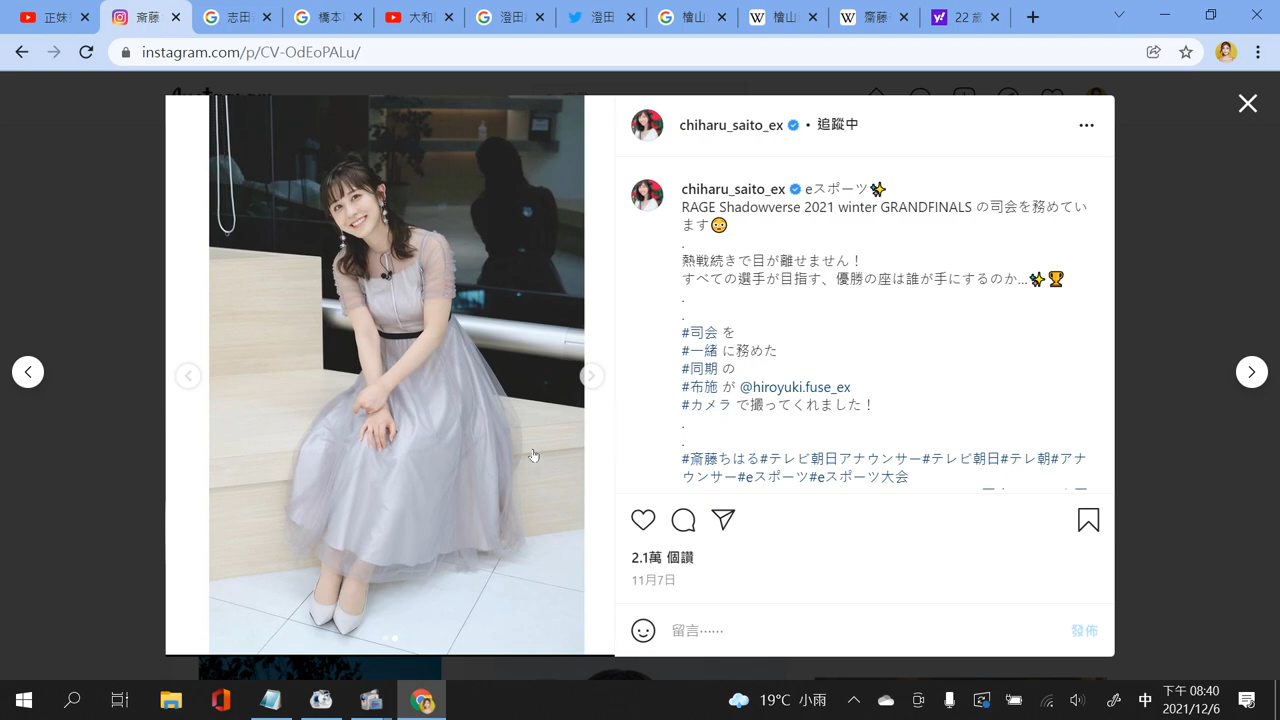 正妹
斎藤
志田
橋本
大和
澄田
澄田
檜山
檜山
齋藤
22 歲
instagram.com/p/CV-OdEoPALu/
chiharu_saito_ex • 追蹤中
chiharu_saito_ex eスポーツ✨
RAGE Shadowverse 2021 winter GRANDFINALS の司会を務めてい
ます😳
.
熱戦続きで目が離せません！
すべての選手が目指す、優勝の座は誰が手にするのか...✨🏆
.
.
#司会 を
#一緒 に務めた
#同期 の
#布施 が @hiroyuki.fuse_ex
#カメラ で撮ってくれました！
.
.
#斎藤ちはる#テレビ朝日アナウンサー#テレビ朝日#テレ朝#アナ
ウンサー#eスポーツ#eスポーツ大会
2.1萬 個讚
11月7日
留言⋯⋯
發佈
19°C 小雨
中
下午 08:40
2021/12/6